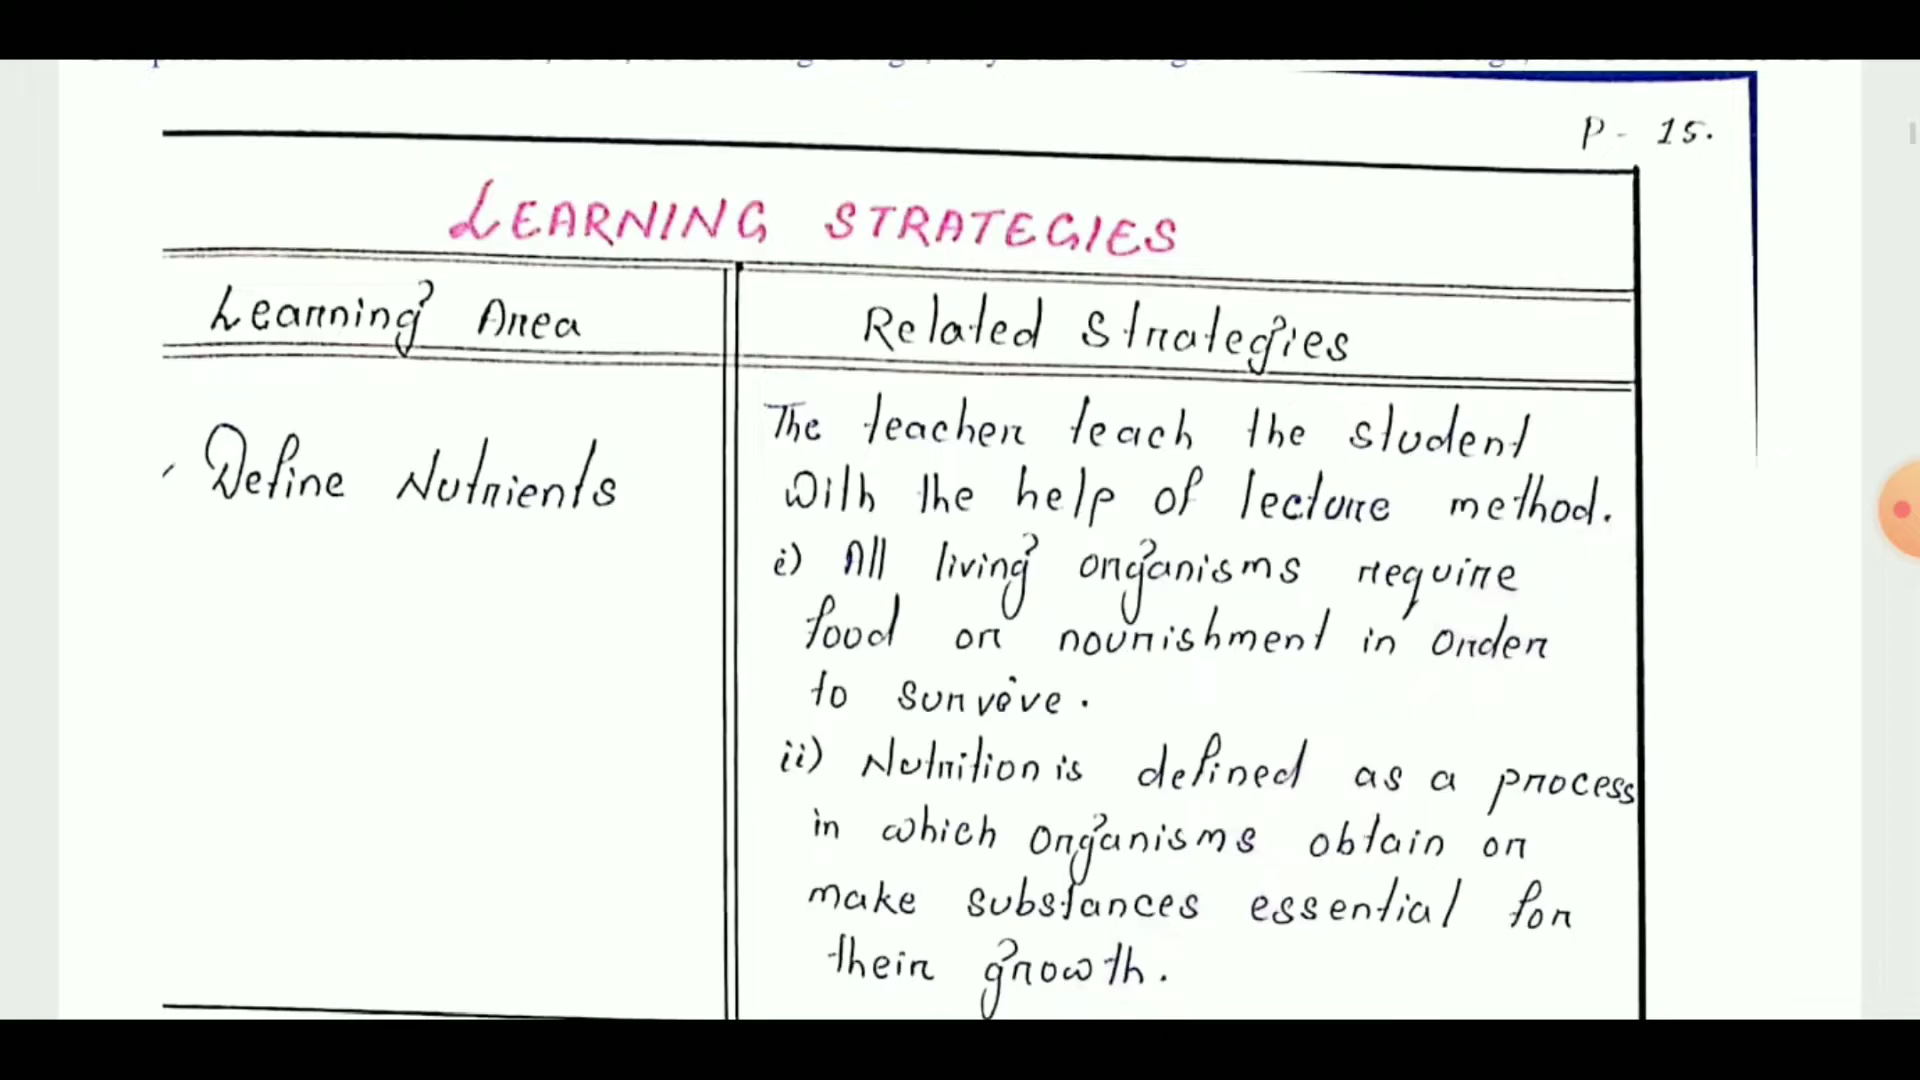 P - 15.
LEARNING STRATEGIES
Learning Area
Related Strategies
Define Nutrients
The teacher teach the student
with the help of lecture method.
i) All living organisms require
food or nourishment in order
to survive.
ii) Nutrition is defined as a process
in which organisms obtain or
make substances essential for
their growth.